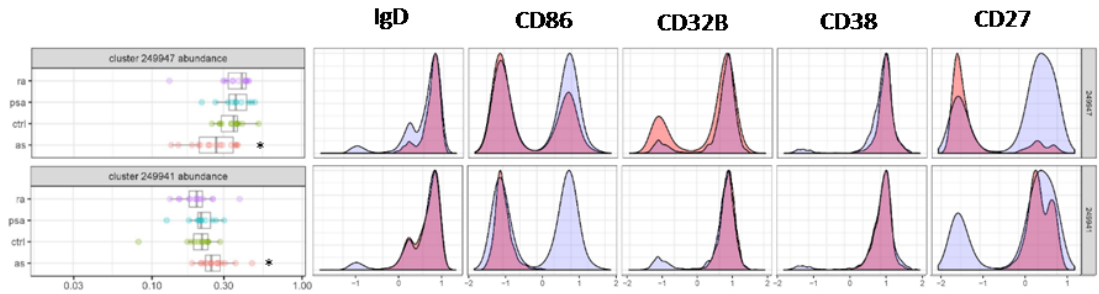 IgD CD86 CD32B CD38 CD27
cluster 249947 abundance
ra
psa
ctrl
as
*
249947
cluster 249941 abundance
ra
psa
ctrl
as
*
249941
0.03 0.10 0.30 1.00
-1 0 1
-1 0 1 2
-2 -1 0 1 2
-1 0 1 2
-2 -1 0 1